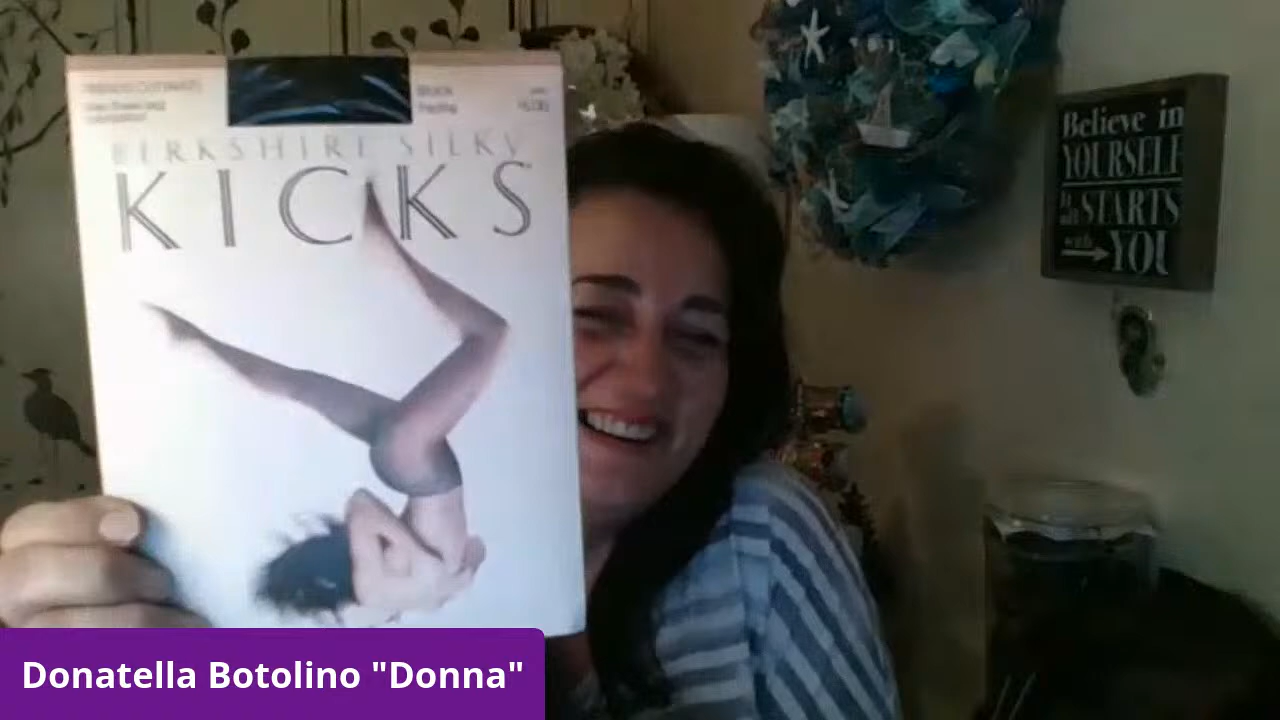 BERKSHIRE SILKY
KICKS
Believe in
YOURSELF
it all STARTS
with YOU
Donatella Botolino "Donna"